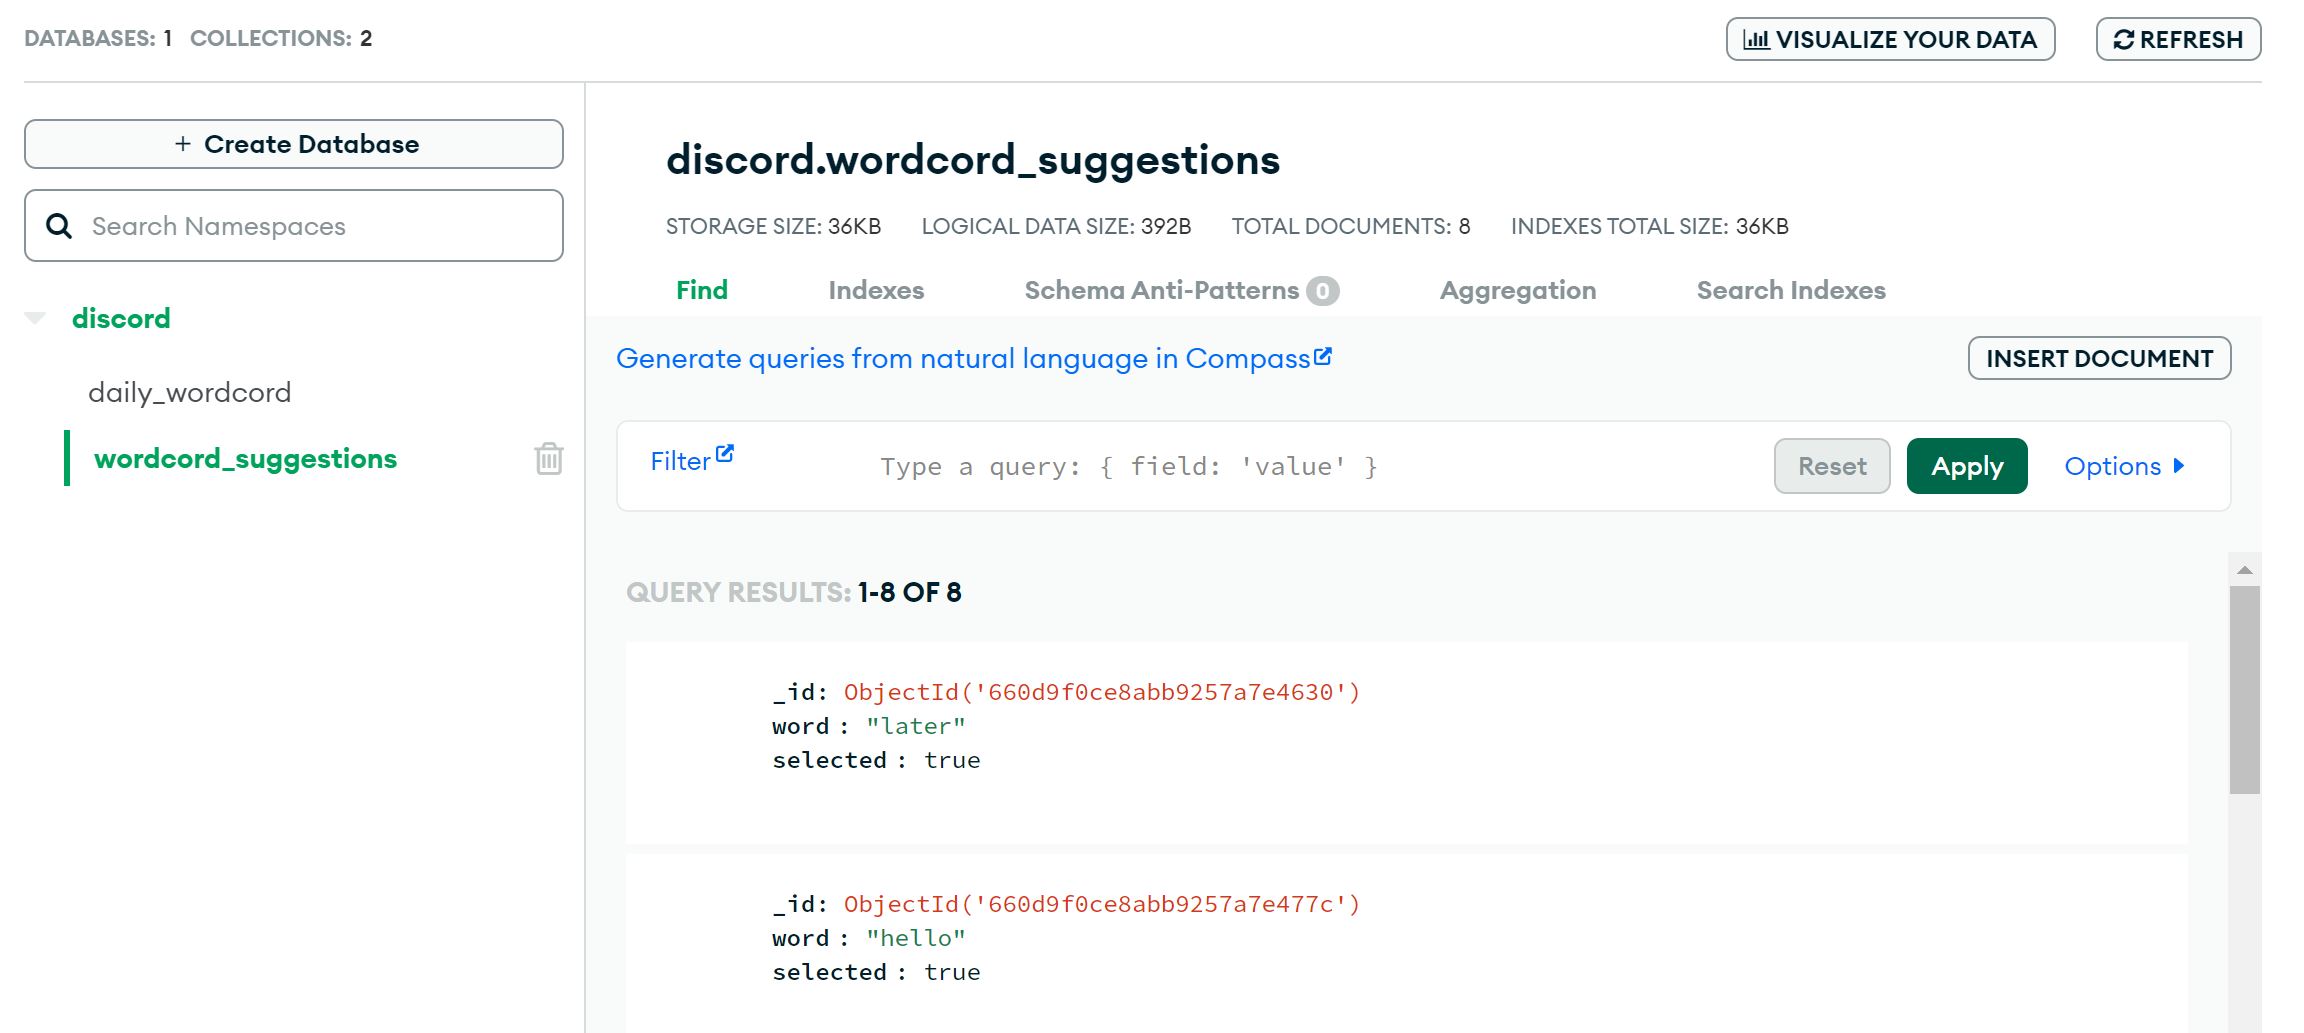 DATABASES: 1 COLLECTIONS: 2
VISUALIZE YOUR DATA
REFRESH
+ Create Database
Search Namespaces
discord
daily_wordcord
wordcord_suggestions
discord.wordcord_suggestions
STORAGE SIZE: 36KB LOGICAL DATA SIZE: 392B TOTAL DOCUMENTS: 8 INDEXES TOTAL SIZE: 36KB
Find Indexes Schema Anti-Patterns 0 Aggregation Search Indexes
Generate queries from natural language in Compass
INSERT DOCUMENT
Filter Type a query: { field: 'value' } Reset Apply Options
QUERY RESULTS: 1-8 OF 8
_id: ObjectId('660d9f0ce8abb9257a7e4630')
word : "later"
selected : true
_id: ObjectId('660d9f0ce8abb9257a7e477c')
word : "hello"
selected : true